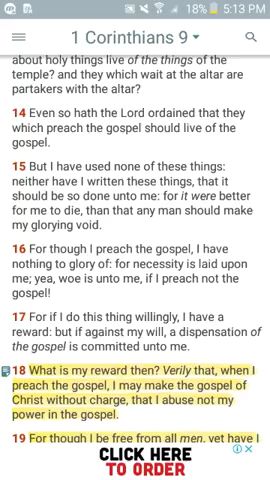 18% 5:13 PM
1 Corinthians 9
about holy things live of the things of the
temple? and they which wait at the altar are
partakers with the altar?
14 Even so hath the Lord ordained that they
which preach the gospel should live of the
gospel.
15 But I have used none of these things:
neither have I written these things, that it
should be so done unto me: for it were better
for me to die, than that any man should make
my glorying void.
16 For though I preach the gospel, I have
nothing to glory of: for necessity is laid upon
me; yea, woe is unto me, if I preach not the
gospel!
17 For if I do this thing willingly, I have a
reward: but if against my will, a dispensation of
the gospel is committed unto me.
18 What is my reward then? Verily that, when I
preach the gospel, I may make the gospel of
Christ without charge, that I abuse not my
power in the gospel.
19 For though I be free from all men, yet have I
CLICK HERE
TO ORDER